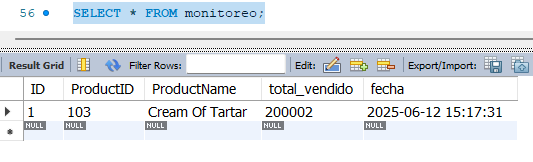 56 SELECT * FROM monitoreo;
Result Grid Filter Rows: Edit: Export/Import:
ID ProductID ProductName total_vendido fecha
1 103 Cream Of Tartar 200002 2025-06-12 15:17:31
NULL NULL NULL NULL NULL